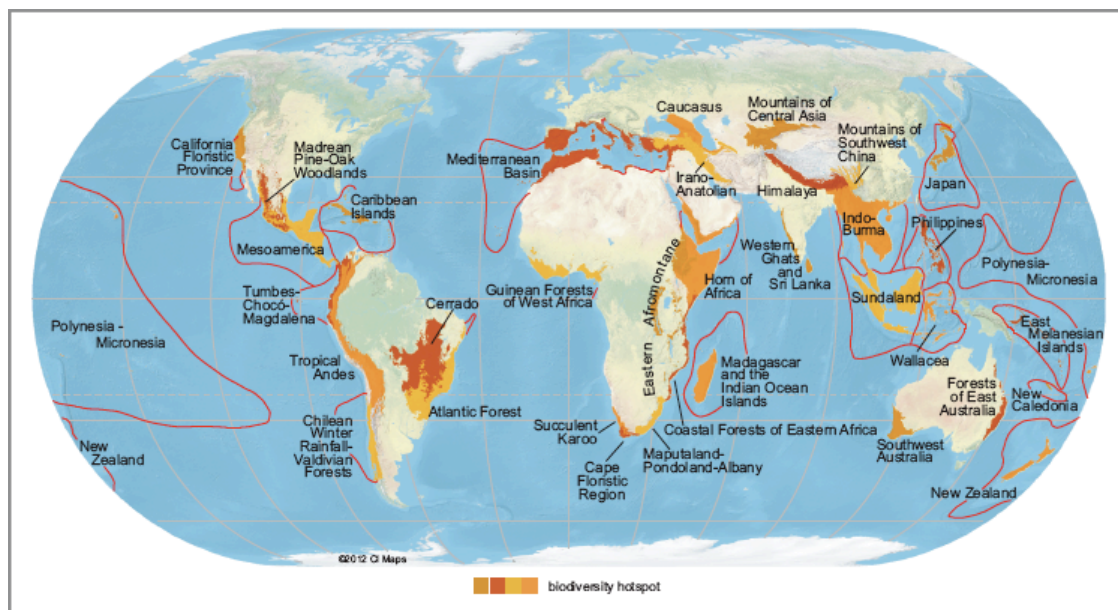 California
Floristic
Province
Madrean
Pine-Oak
Woodlands
Caribbean
Islands
Mesoamerica
Tumbes-
Chocó-
Magdalena
Polynesia -
Micronesia
Tropical
Andes
Cerrado
Atlantic Forest
Chilean
Winter
Rainfall-
Valdivian
Forests
New
Zealand
Mediterranean
Basin
Caucasus
Irano-
Anatolian
Mountains of
Central Asia
Mountains of
Southwest
China
Himalaya
Japan
Indo-
Burma
Philippines
Western
Ghats
and
Sri Lanka
Polynesia-
Micronesia
Sundaland
Wallacea
East
Melanesian
Islands
Guinean Forests
of West Africa
Eastern Afromontane
Horn of
Africa
Madagascar
and the
Indian Ocean
Islands
Coastal Forests of Eastern Africa
Maputaland-
Pondoland-Albany
Succulent
Karoo
Cape
Floristic
Region
Forests
of East
Australia
New
Caledonia
Southwest
Australia
New Zealand
©2012 CI Maps
biodiversity hotspot